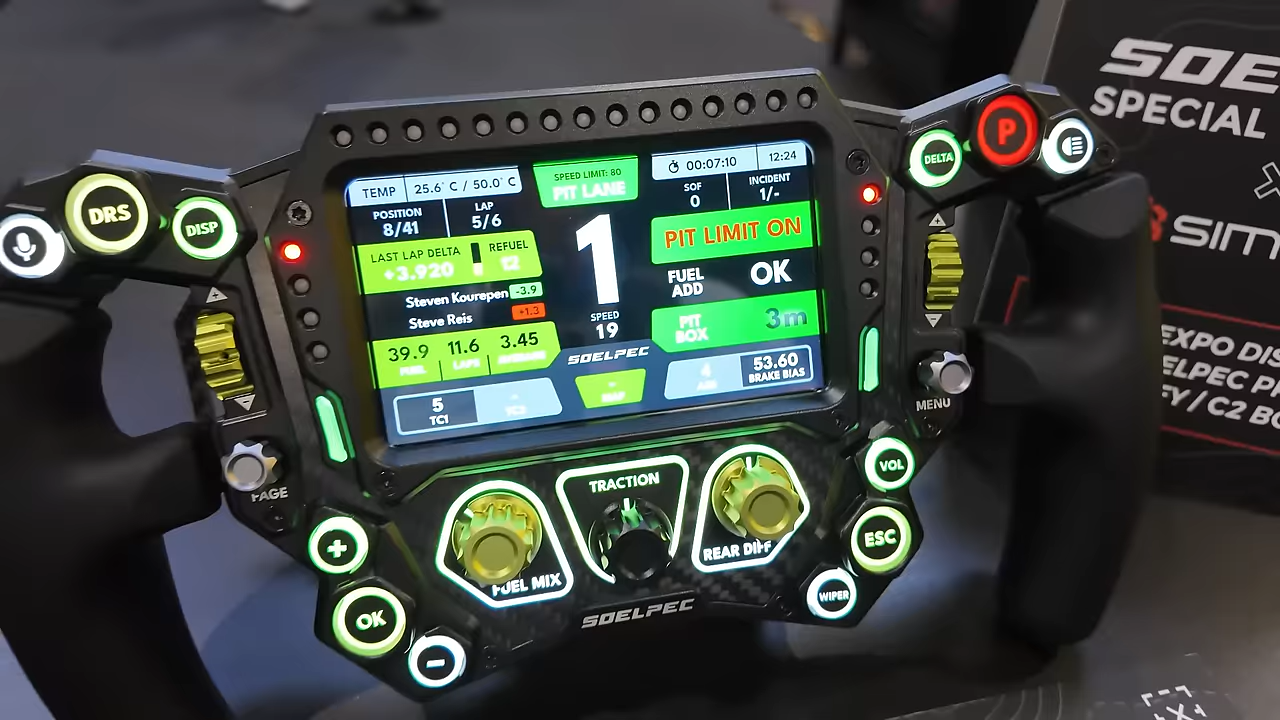 SOE
SPECIAL
SIM
EXPO DIS
ELPEC P
FY / C2 BO
DRS
DISP
DELTA
P
TEMP
25.6° C / 50.0° C
SPEED LIMIT: 80
PIT LANE
00:07:10
12:24
POSITION
8/41
LAP
5/6
SOF
0
INCIDENT
1/-
LAST LAP DELTA
+3.920
REFUEL
1
PIT LIMIT ON
FUEL ADD
OK
Steven Kourepen
-3.9
Steve Reis
+1.3
SPEED
19
PIT BOX
3m
39.9
FUEL
11.6
LAPS
3.45
SOELPEC
5
TC1
TC2
MAP
4
ABS
53.60
BRAKE BIAS
PAGE
MENU
+
OK
-
FUEL MIX
TRACTION
REAR DIFF
VOL
ESC
WIPER
SOELPEC